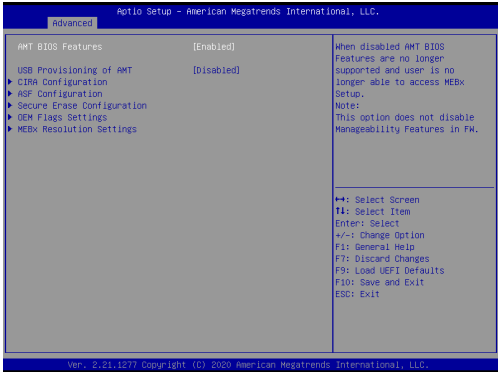 Aptio Setup - American Megatrends International, LLC.
Advanced
AMT BIOS Features [Enabled]
USB Provisioning of AMT [Disabled]
CIRA Configuration
ASF Configuration
Secure Erase Configuration
OEM Flags Settings
MEBx Resolution Settings
When disabled AMT BIOS
Features are no longer
supported and user is no
longer able to access MEBx
Setup.
Note:
This option does not disable
Manageability Features in FW.
↔: Select Screen
↑↓: Select Item
Enter: Select
+/-: Change Option
F1: General Help
F7: Discard Changes
F9: Load UEFI Defaults
F10: Save and Exit
ESC: Exit
Ver. 2.21.1277 Copyright (C) 2020 American Megatrends International, LLC.